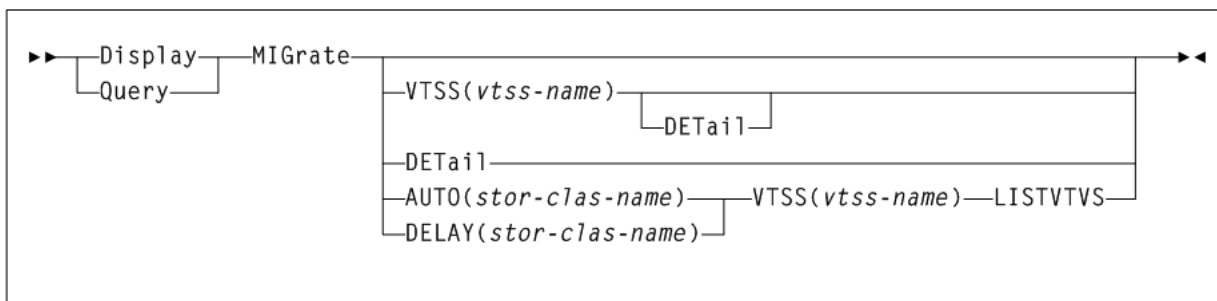 Display MIGrate
Query
VTSS(vtss-name)
DETail
DETail
AUTO(stor-clas-name) VTSS(vtss-name) LISTVTVS
DELAY(stor-clas-name)